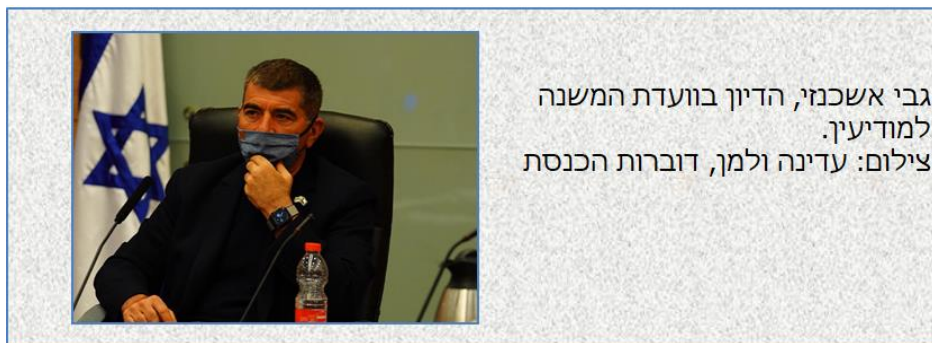 גבי אשכנזי, הדיון בוועדת המשנה
למודיעין.
צילום: עדינה ולמן, דוברות הכנסת